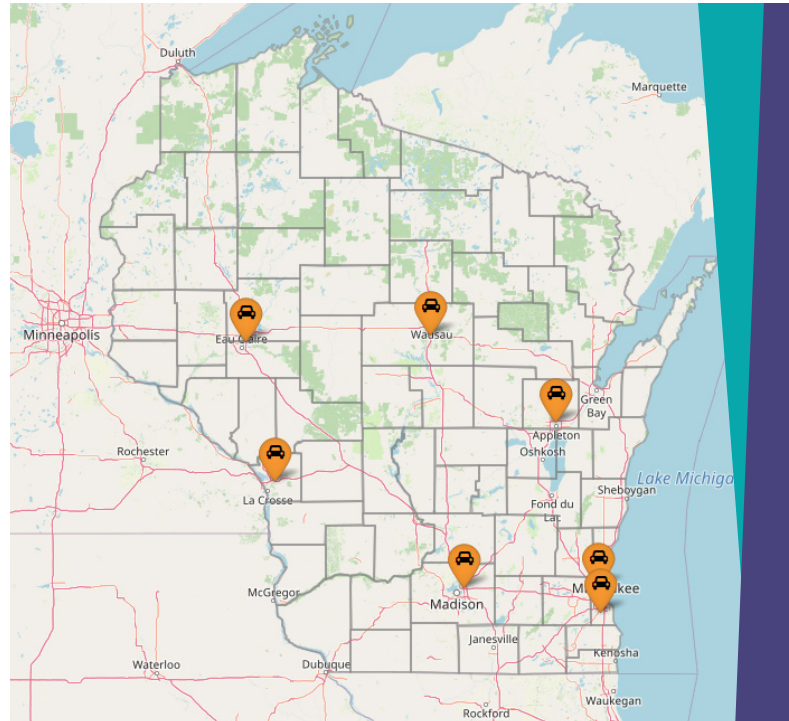 Duluth
Marquette
Minneapolis
Eau Claire
Wausau
Green
Bay
Appleton
Oshkosh
Rochester
Lake Michiga
La Crosse
Sheboygan
Fond du
Lac
McGregor
Madison
Janesville
Kenosha
Waterloo
Dubuque
Waukegan
Rockford